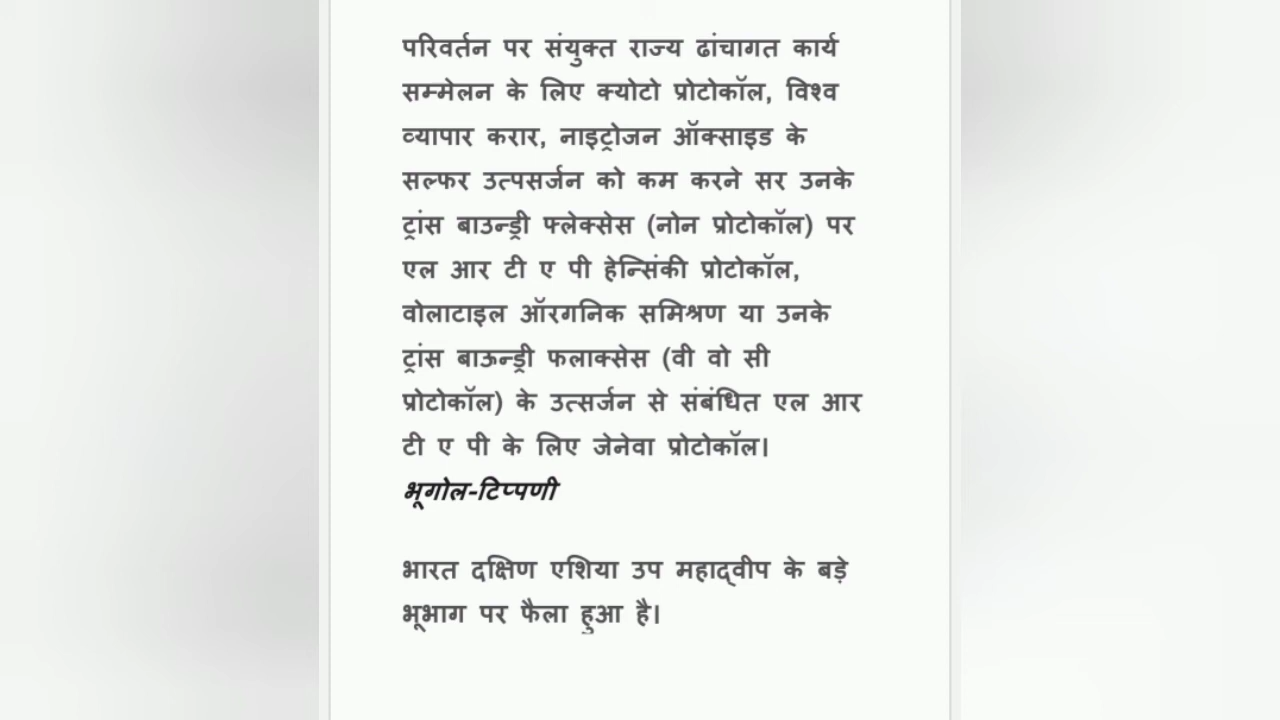 परिवर्तन पर संयुक्त राज्य ढांचागत कार्य
सम्मेलन के लिए क्योटो प्रोटोकॉल, विश्व
व्यापार करार, नाइट्रोजन ऑक्साइड के
सल्फर उत्पसर्जन को कम करने सर उनके
ट्रांस बाउन्ड्री फ्लेक्सेस (नोन प्रोटोकॉल) पर
एल आर टी ए पी हेन्सिंकी प्रोटोकॉल,
वोलाटाइल ऑरगनिक समिश्रण या उनके
ट्रांस बाऊन्ड्री फलाक्सेस (वी वो सी
प्रोटोकॉल) के उत्सर्जन से संबंधित एल आर
टी ए पी के लिए जेनेवा प्रोटोकॉल।
भूगोल-टिप्पणी
भारत दक्षिण एशिया उप महाद्वीप के बड़े
भूभाग पर फैला हुआ है।